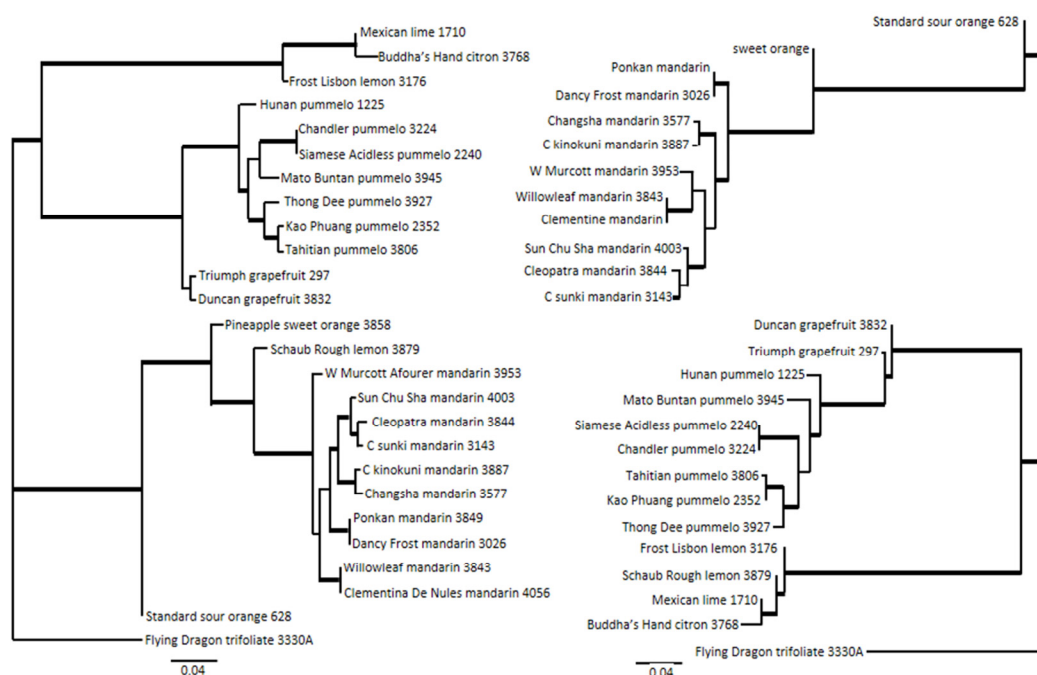 Mexican lime 1710
Buddha's Hand citron 3768
Frost Lisbon lemon 3176
Hunan pummelo 1225
Chandler pummelo 3224
Siamese Acidless pummelo 2240
Mato Buntan pummelo 3945
Thong Dee pummelo 3927
Kao Phuang pummelo 2352
Tahitian pummelo 3806
Triumph grapefruit 297
Duncan grapefruit 3832
Pineapple sweet orange 3858
Schaub Rough lemon 3879
W Murcott Afourer mandarin 3953
Sun Chu Sha mandarin 4003
Cleopatra mandarin 3844
C sunki mandarin 3143
C kinokuni mandarin 3887
Changsha mandarin 3577
Ponkan mandarin 3849
Dancy Frost mandarin 3026
Willowleaf mandarin 3843
Clementina De Nules mandarin 4056
Standard sour orange 628
Flying Dragon trifoliate 3330A
0.04
Standard sour orange 628
sweet orange
Ponkan mandarin
Dancy Frost mandarin 3026
Changsha mandarin 3577
C kinokuni mandarin 3887
W Murcott mandarin 3953
Willowleaf mandarin 3843
Clementine mandarin
Sun Chu Sha mandarin 4003
Cleopatra mandarin 3844
C sunki mandarin 3143
Duncan grapefruit 3832
Triumph grapefruit 297
Hunan pummelo 1225
Mato Buntan pummelo 3945
Siamese Acidless pummelo 2240
Chandler pummelo 3224
Tahitian pummelo 3806
Kao Phuang pummelo 2352
Thong Dee pummelo 3927
Frost Lisbon lemon 3176
Schaub Rough lemon 3879
Mexican lime 1710
Buddha's Hand citron 3768
Flying Dragon trifoliate 3330A
0.04